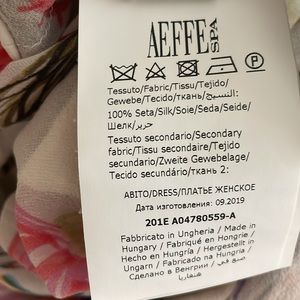 AEFFE SPA
Tessuto/Fabric/Tissu/Tejido/
Gewebe/Tecido/ткань/النسيج:
100% Seta/Silk/Soie/Seda/Seide/
Шелк/حرير
Tessuto secondario/Secondary
fabric/Tissu secondaire/Tejido
secundario/Zweite Gewebelage/
Tecido secundário/ткань 2:
ABITO/DRESS/ПЛАТЬЕ ЖЕНСКОЕ
Дата изготовления: 09.2019
201E A04780559-A
Fabbricato in Ungheria / Made in
Hungary / Fabriqué en Hongrie /
Hecho en Hungría / Hergestellt in
Ungarn / Fabricado na Hungria /
Сделано в Венгрии / صنع في